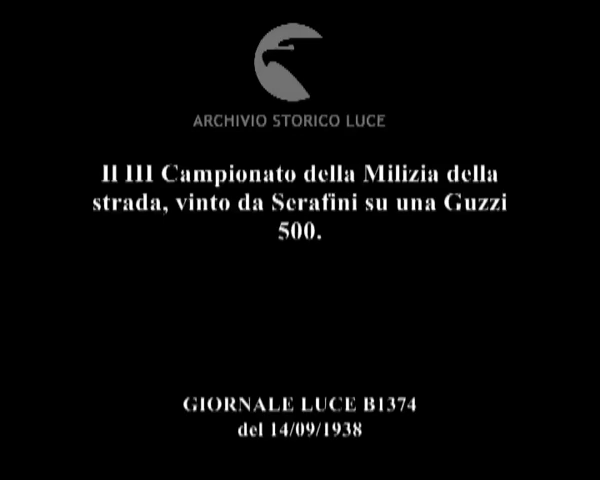 ARCHIVIO STORICO LUCE
Il III Campionato della Milizia della
strada, vinto da Serafini su una Guzzi
500.
GIORNALE LUCE B1374
del 14/09/1938